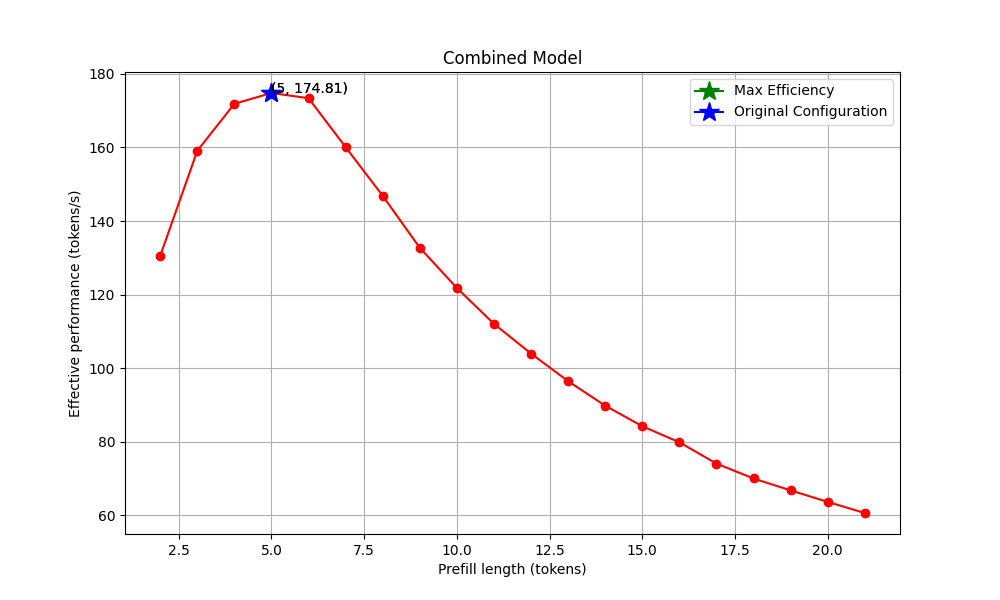 Combined Model
Effective performance (tokens/s)
180
160
140
120
100
80
60
(5, 174.81)
Max Efficiency
Original Configuration
2.5 5.0 7.5 10.0 12.5 15.0 17.5 20.0
Prefill length (tokens)